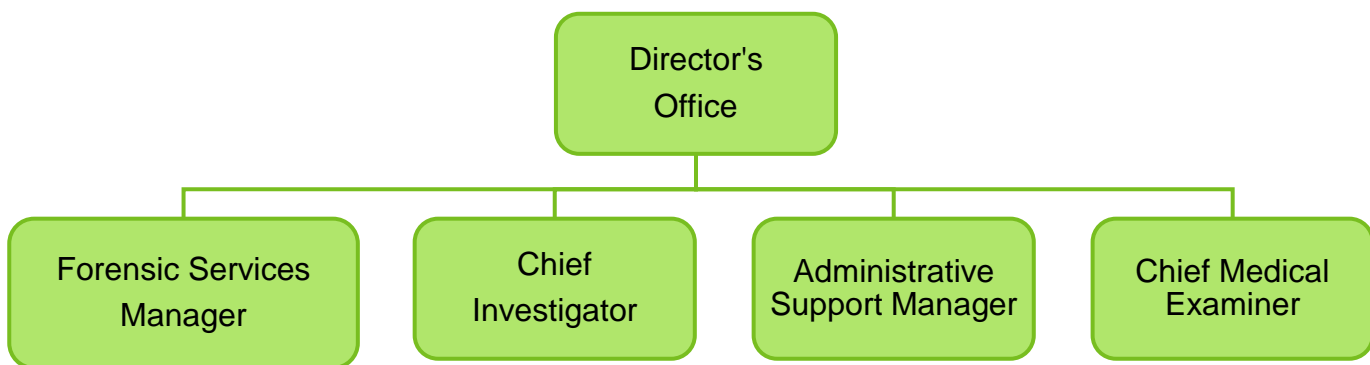 Director's
Office
Forensic Services
Manager
Chief
Investigator
Administrative
Support Manager
Chief Medical
Examiner